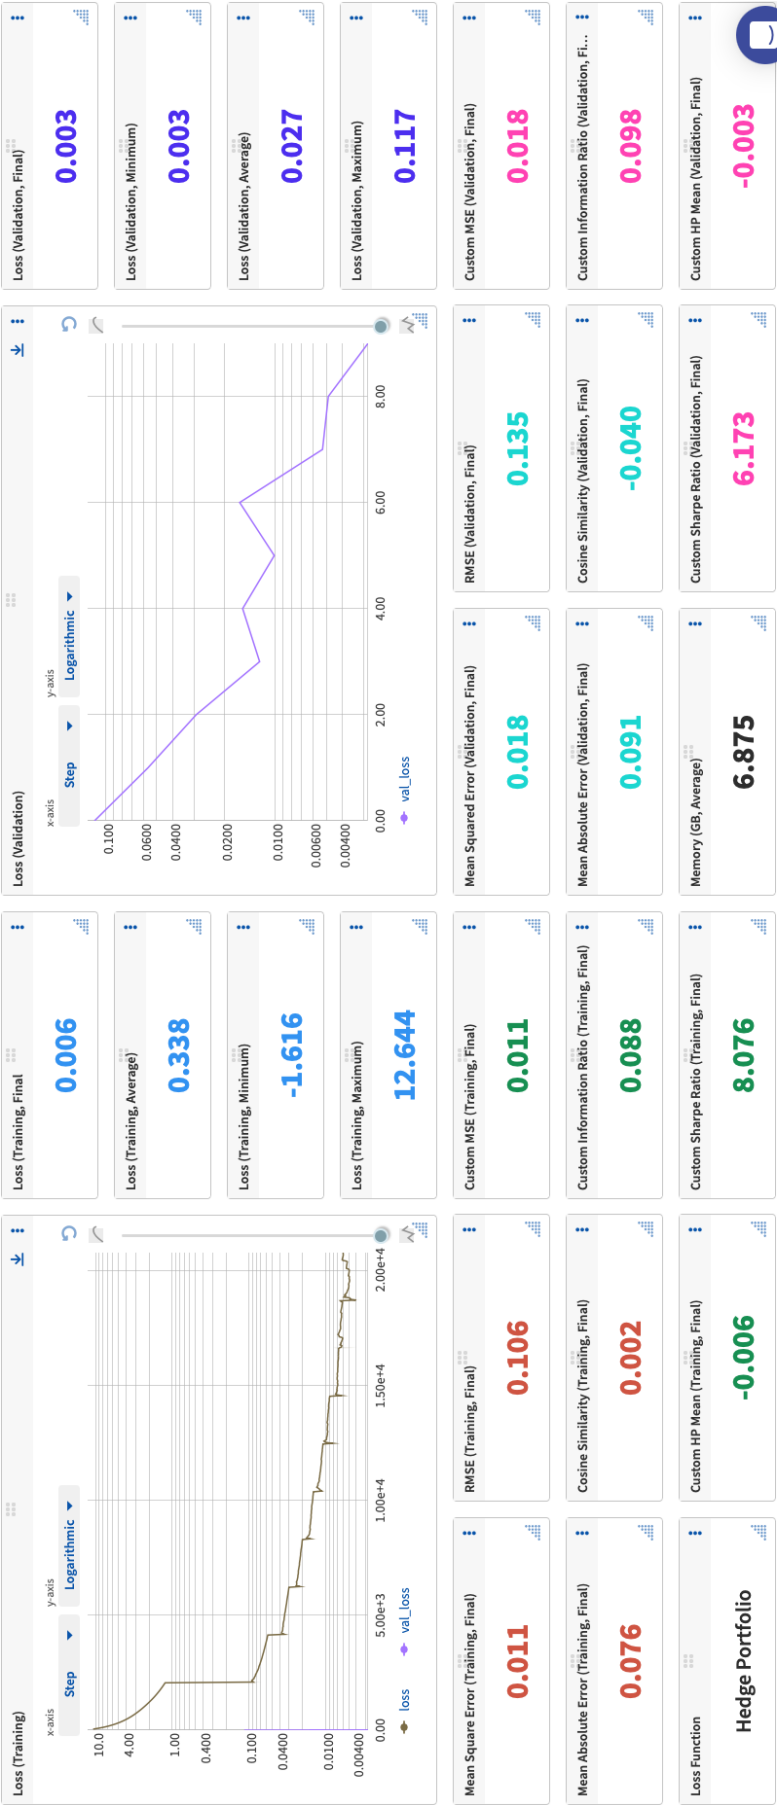 Loss (Training)
x-axis
y-axis
Step
Logarithmic
10.0
4.00
1.00
0.400
0.100
0.0400
0.0100
0.00400
0.00
5.00e+3
1.00e+4
1.50e+4
2.00e+4
loss
val_loss
Loss (Training, Final
0.006
Loss (Training, Average)
0.338
Loss (Training, Minimum)
-1.616
Loss (Training, Maximum)
12.644
Loss (Validation)
x-axis
y-axis
Step
Logarithmic
0.100
0.0600
0.0400
0.0200
0.0100
0.00600
0.00400
0.00
2.00
4.00
6.00
8.00
val_loss
Loss (Validation, Final)
0.003
Loss (Validation, Minimum)
0.003
Loss (Validation, Average)
0.027
Loss (Validation, Maximum)
0.117
Mean Square Error (Training, Final)
0.011
RMSE (Training, Final)
0.106
Custom MSE (Training, Final)
0.011
Mean Squared Error (Validation, Final)
0.018
RMSE (Validation, Final)
0.135
Custom MSE (Validation, Final)
0.018
Mean Absolute Error (Training, Final)
0.076
Cosine Similarity (Training, Final)
0.002
Custom Information Ratio (Training, Final)
0.088
Mean Absolute Error (Validation, Final)
0.091
Cosine Similarity (Validation, Final)
-0.040
Custom Information Ratio (Validation, Fi...
0.098
Loss Function
Hedge Portfolio
Custom HP Mean (Training, Final)
-0.006
Custom Sharpe Ratio (Training, Final)
8.076
Memory (GB, Average)
6.875
Custom Sharpe Ratio (Validation, Final)
6.173
Custom HP Mean (Validation, Final)
-0.003